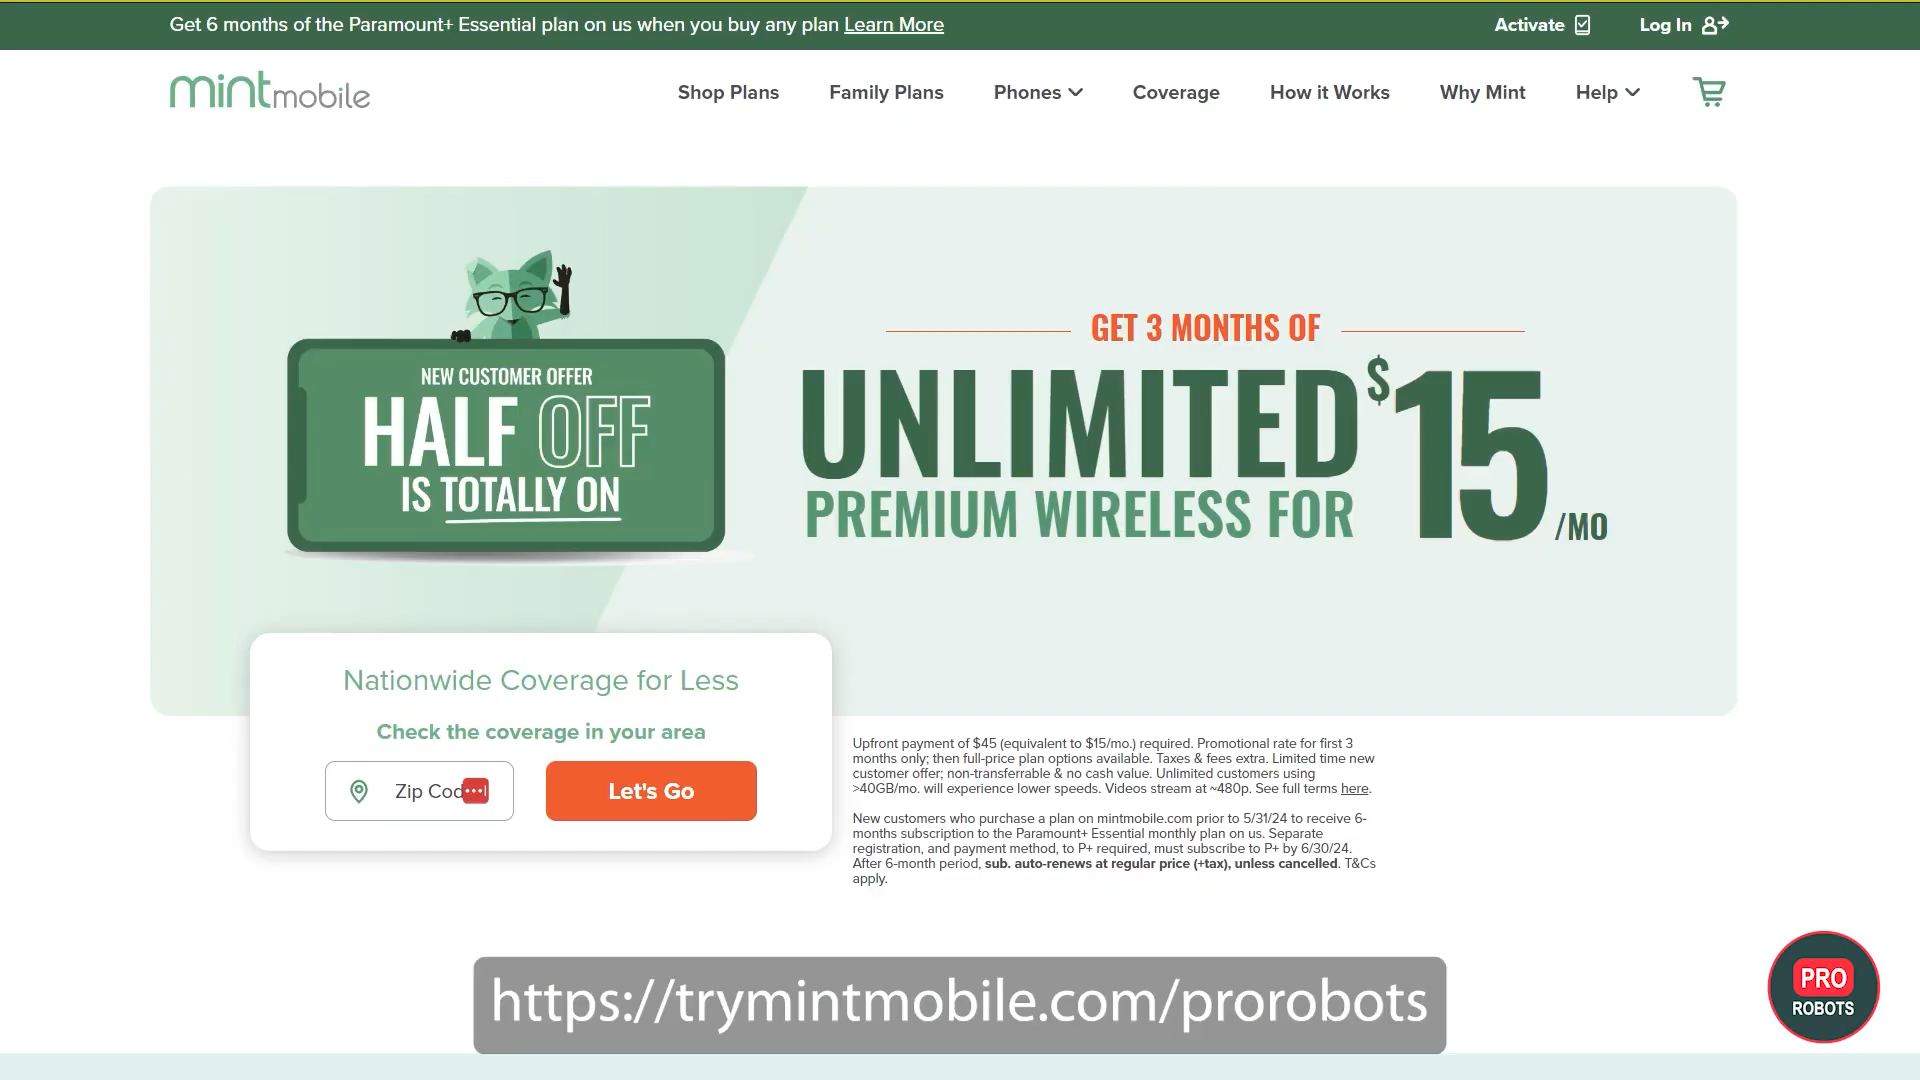 Get 6 months of the Paramount+ Essential plan on us when you buy any plan Learn More
Activate
Log In
mintmobile
Shop Plans
Family Plans
Phones
Coverage
How it Works
Why Mint
Help
NEW CUSTOMER OFFER
HALF OFF
IS TOTALLY ON
GET 3 MONTHS OF
UNLIMITED
PREMIUM WIRELESS FOR
$15/MO
Nationwide Coverage for Less
Check the coverage in your area
Zip Cod
Let's Go
Upfront payment of $45 (equivalent to $15/mo.) required. Promotional rate for first 3
months only; then full-price plan options available. Taxes & fees extra. Limited time new
customer offer; non-transferrable & no cash value. Unlimited customers using
>40GB/mo. will experience lower speeds. Videos stream at ~480p. See full terms here.
New customers who purchase a plan on mintmobile.com prior to 5/31/24 to receive 6-
months subscription to the Paramount+ Essential monthly plan on us. Separate
registration, and payment method, to P+ required, must subscribe to P+ by 6/30/24.
After 6-month period, sub. auto-renews at regular price (+tax), unless cancelled. T&Cs
apply.
https://trymintmobile.com/prorobots
PRO
ROBOTS